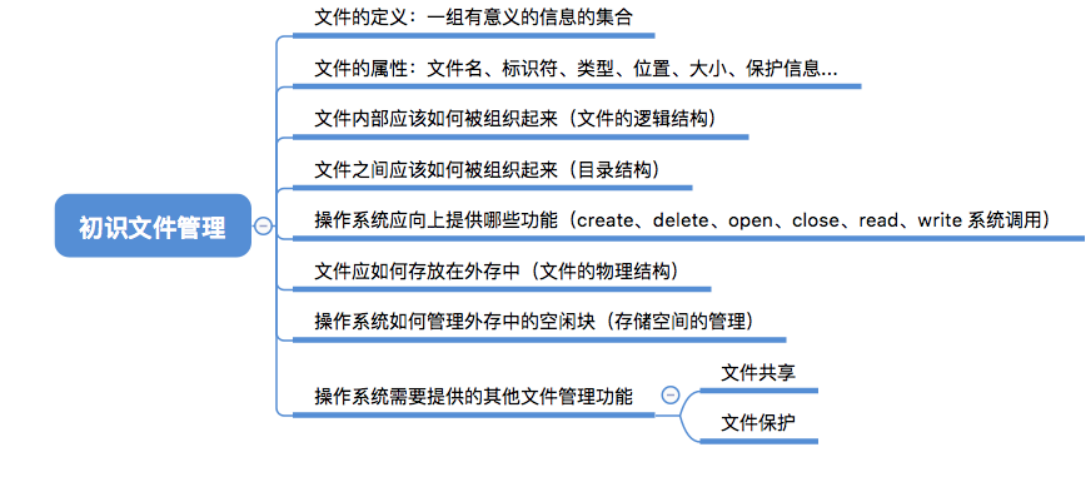 文件的定义：一组有意义的信息的集合
文件的属性：文件名、标识符、类型、位置、大小、保护信息...
文件内部应该如何被组织起来（文件的逻辑结构）
文件之间应该如何被组织起来（目录结构）
初识文件管理
操作系统应向上提供哪些功能（create、delete、open、close、read、write 系统调用）
文件应如何存放在外存中（文件的物理结构）
操作系统如何管理外存中的空闲块（存储空间的管理）
操作系统需要提供的其他文件管理功能
文件共享
文件保护